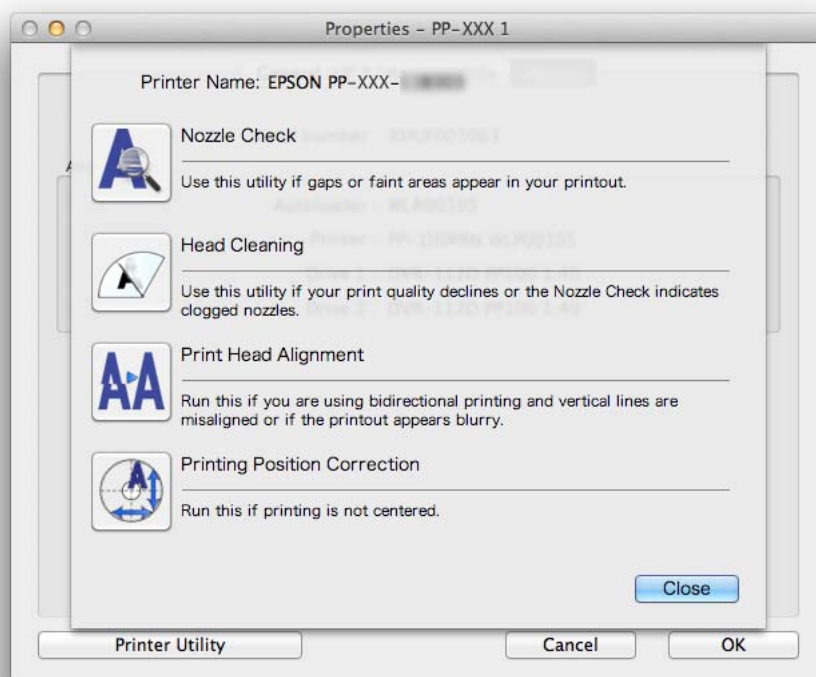 Properties – PP-XXX 1
Printer Name: EPSON PP-XXX-
Nozzle Check
Use this utility if gaps or faint areas appear in your printout.
Head Cleaning
Use this utility if your print quality declines or the Nozzle Check indicates
clogged nozzles.
Print Head Alignment
Run this if you are using bidirectional printing and vertical lines are
misaligned or if the printout appears blurry.
Printing Position Correction
Run this if printing is not centered.
Close
Printer Utility
Cancel
OK